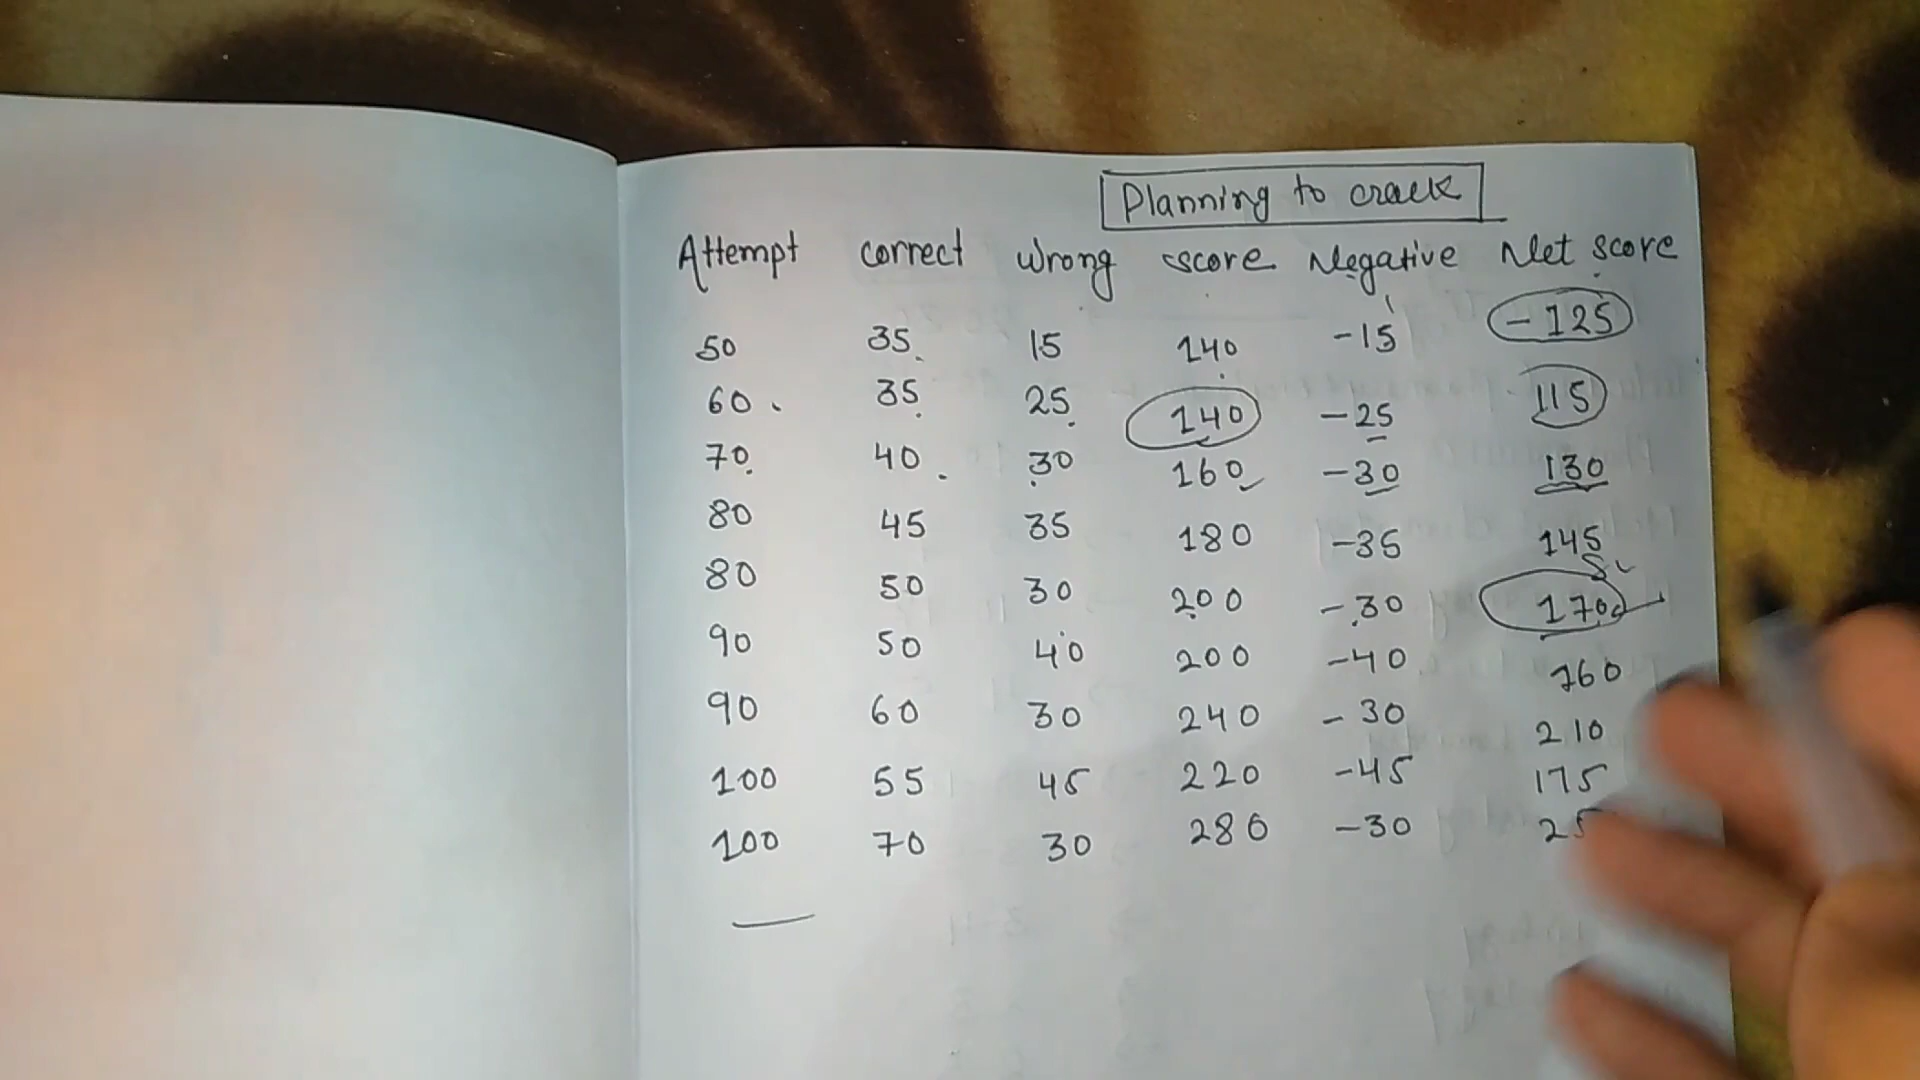 Planning to crack
Attempt correct wrong score Negative Net score
50 35 15 140 -15 -125
60 35 25 140 -25 115
70 40 30 160 -30 130
80 45 35 180 -35 145
80 50 30 200 -30 170
90 50 40 200 -40 160
90 60 30 240 -30 210
100 55 45 220 -45 175
100 70 30 280 -30